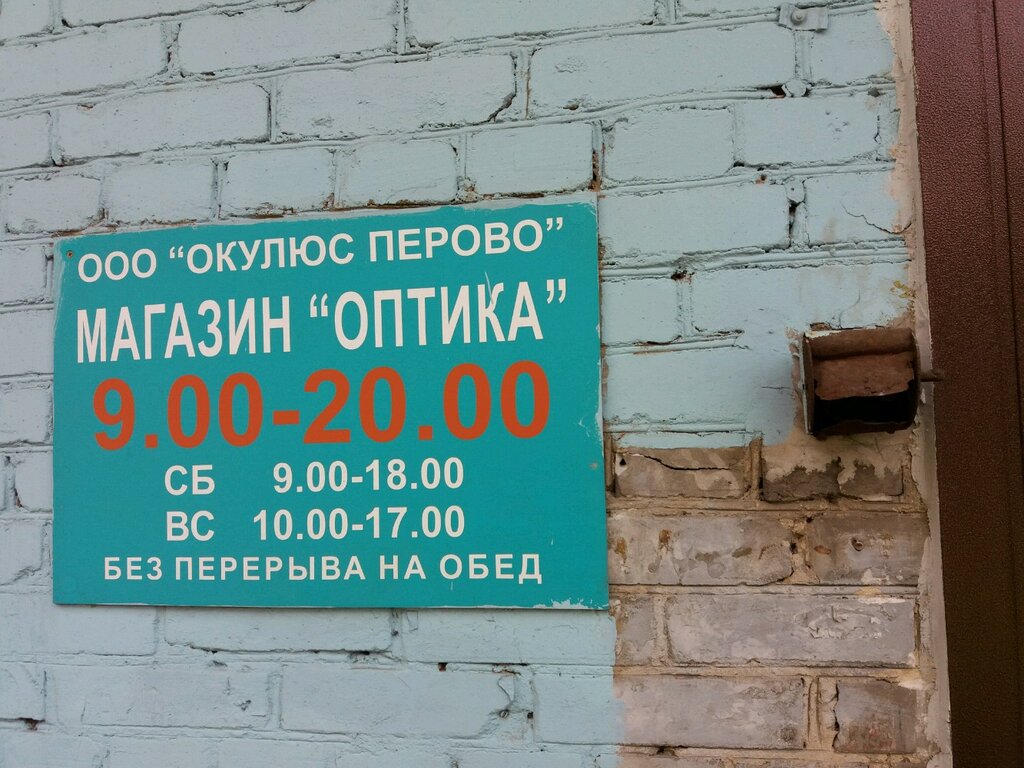 ООО “ОКУЛЮС ПЕРОВО”
МАГАЗИН “ОПТИКА”
9.00-20.00
СБ 9.00-18.00
ВС 10.00-17.00
БЕЗ ПЕРЕРЫВА НА ОБЕД